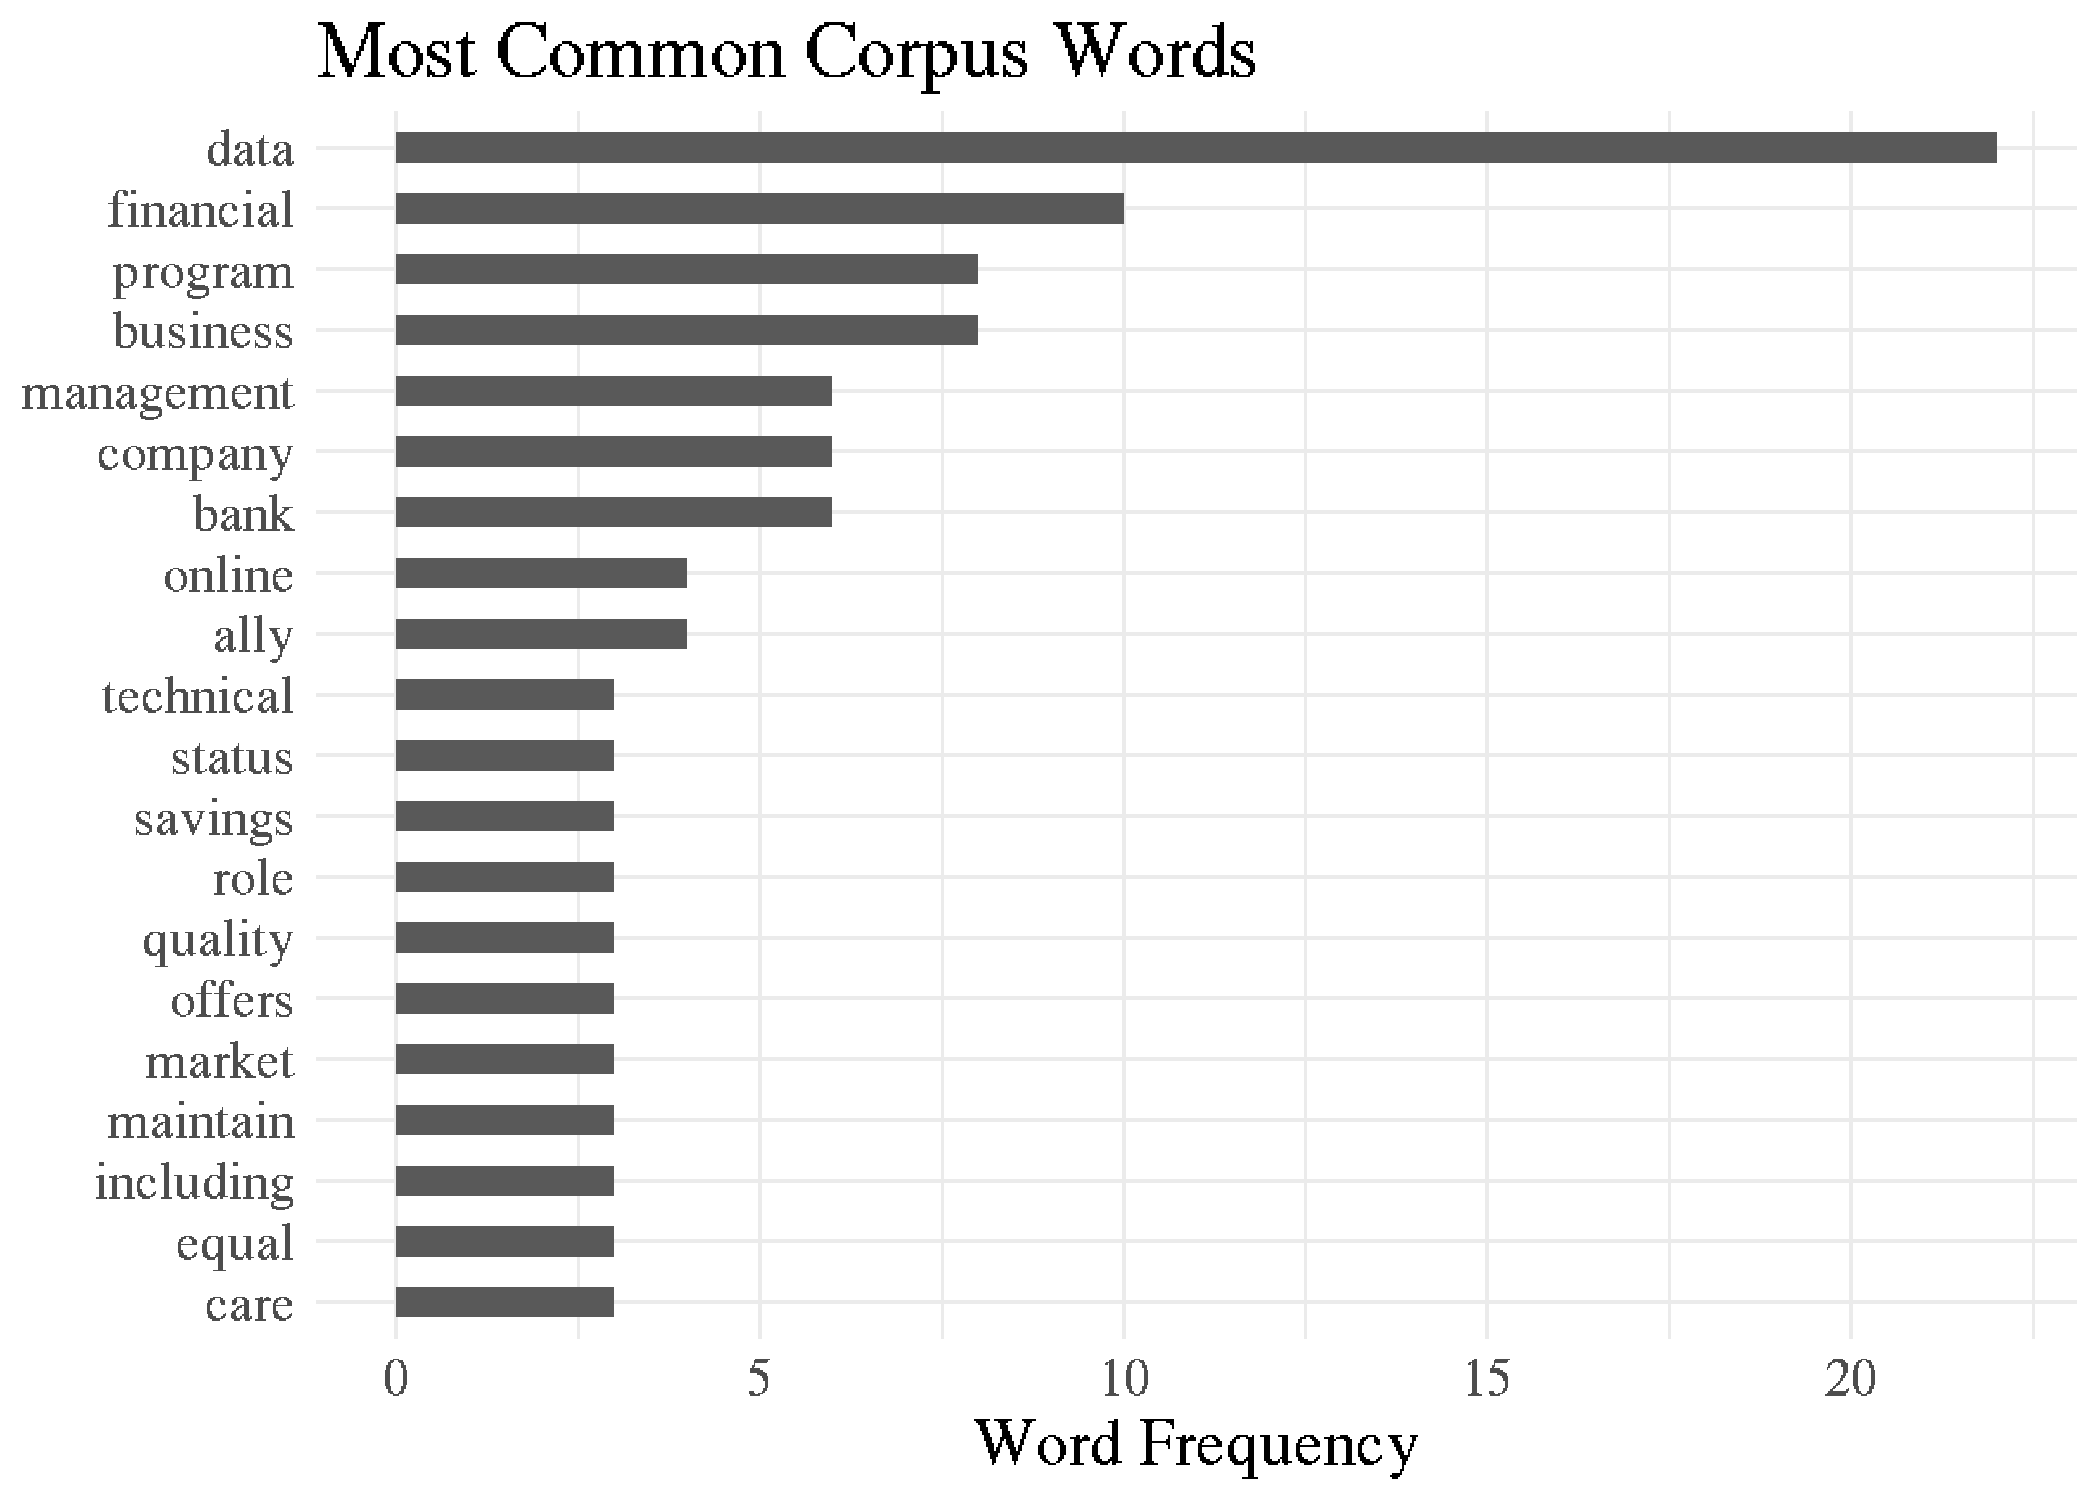 Most Common Corpus Words
data
financial
program
business
management
company
bank
online
ally
technical
status
savings
role
quality
offers
market
maintain
including
equal
care
0 5 10 15 20
Word Frequency